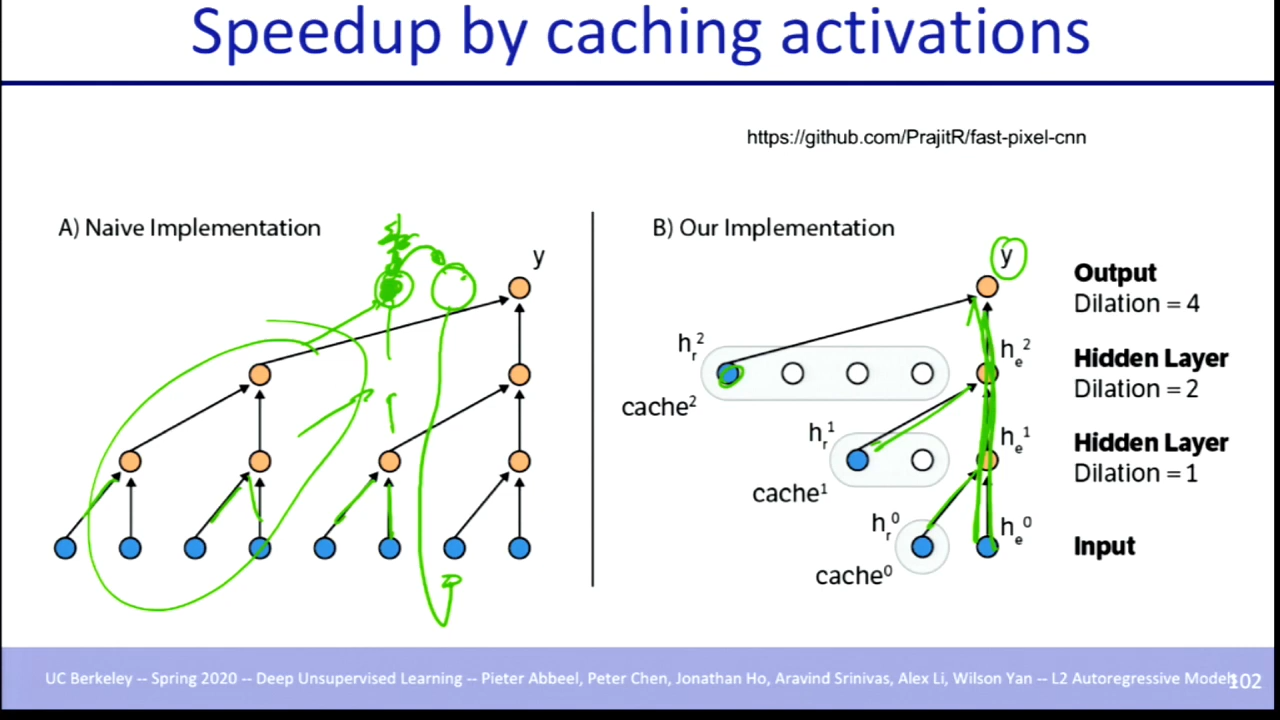 Speedup by caching activations
https://github.com/PrajitR/fast-pixel-cnn
A) Naive Implementation
y
B) Our Implementation
y
Output
Dilation = 4
h_r^2
h_e^2
Hidden Layer
Dilation = 2
cache^2
h_r^1
h_e^1
Hidden Layer
Dilation = 1
cache^1
h_r^0
h_e^0
Input
cache^0
UC Berkeley -- Spring 2020 -- Deep Unsupervised Learning -- Pieter Abbeel, Peter Chen, Jonathan Ho, Aravind Srinivas, Alex Li, Wilson Yan -- L2 Autoregressive Models
102